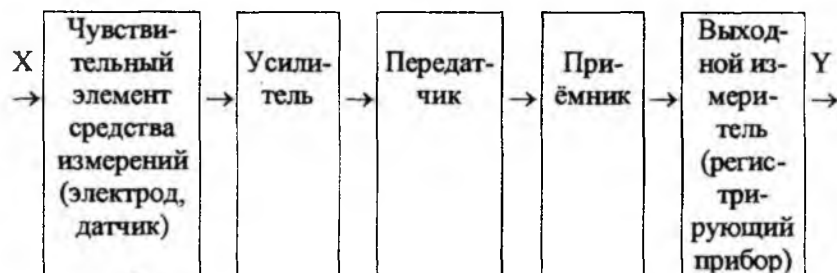 X
→
Чувстви-
тельный
элемент
средства
измерений
(электрод,
датчик)
→
Усили-
тель
→
Передат-
чик
→
При-
ёмник
→
Выход-
ной из-
мери-
тель
(регис-
три-
рующий
прибор)
Y
→